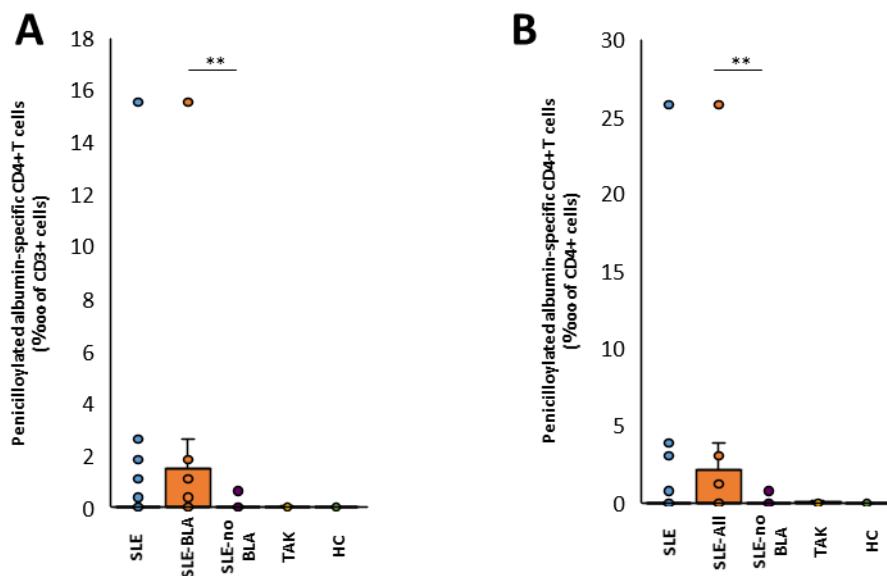 A
Penicilloylated albumin-specific CD4+T cells
(%ooo of CD3+ cells)
18
16
14
12
10
8
6
4
2
0
**
SLE
SLE-BLA
SLE-no
BLA
TAK
HC
B
Penicilloylated albumin-specific CD4+T cells
(%ooo of CD4+ cells)
30
25
20
15
10
5
0
**
SLE
SLE-All
SLE-no
BLA
TAK
HC